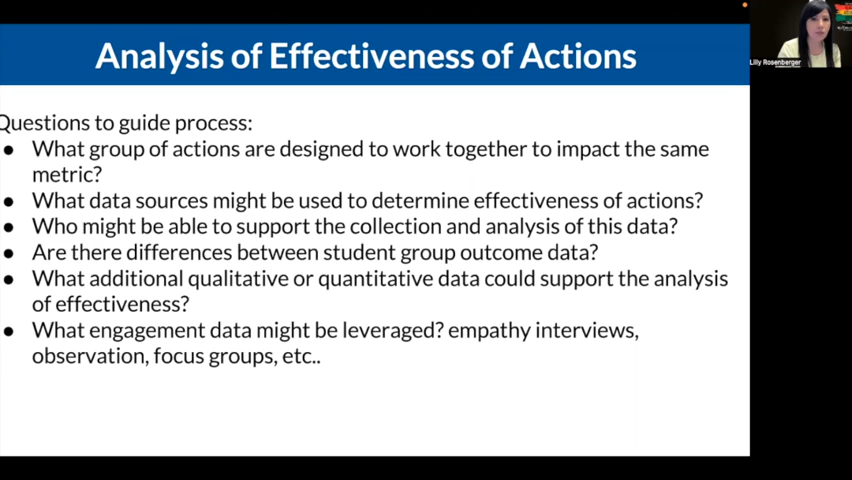 Analysis of Effectiveness of Actions
Questions to guide process:
● What group of actions are designed to work together to impact the same
metric?
● What data sources might be used to determine effectiveness of actions?
● Who might be able to support the collection and analysis of this data?
● Are there differences between student group outcome data?
● What additional qualitative or quantitative data could support the analysis
of effectiveness?
● What engagement data might be leveraged? empathy interviews,
observation, focus groups, etc..
Lilly Rosenberger